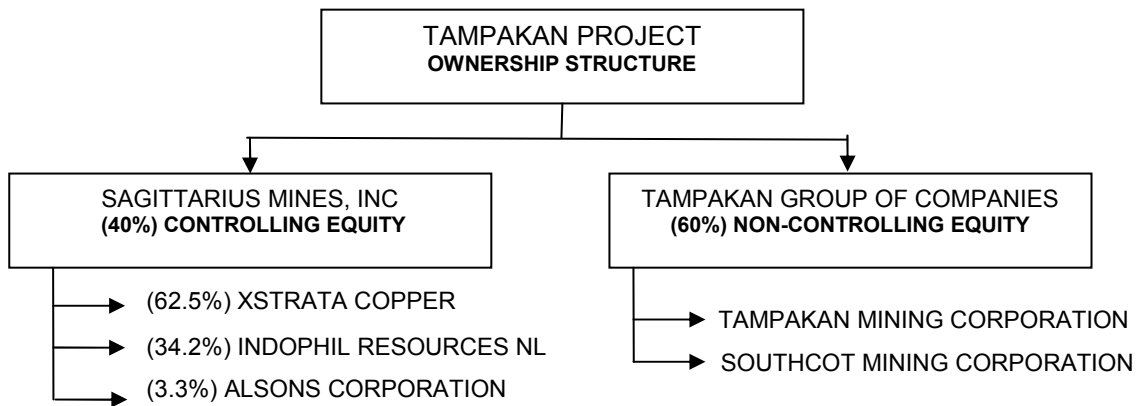 TAMPAKAN PROJECT
OWNERSHIP STRUCTURE
SAGITTARIUS MINES, INC
(40%) CONTROLLING EQUITY
(62.5%) XSTRATA COPPER
(34.2%) INDOPHIL RESOURCES NL
(3.3%) ALSONS CORPORATION
TAMPAKAN GROUP OF COMPANIES
(60%) NON-CONTROLLING EQUITY
TAMPAKAN MINING CORPORATION
SOUTHCOT MINING CORPORATION